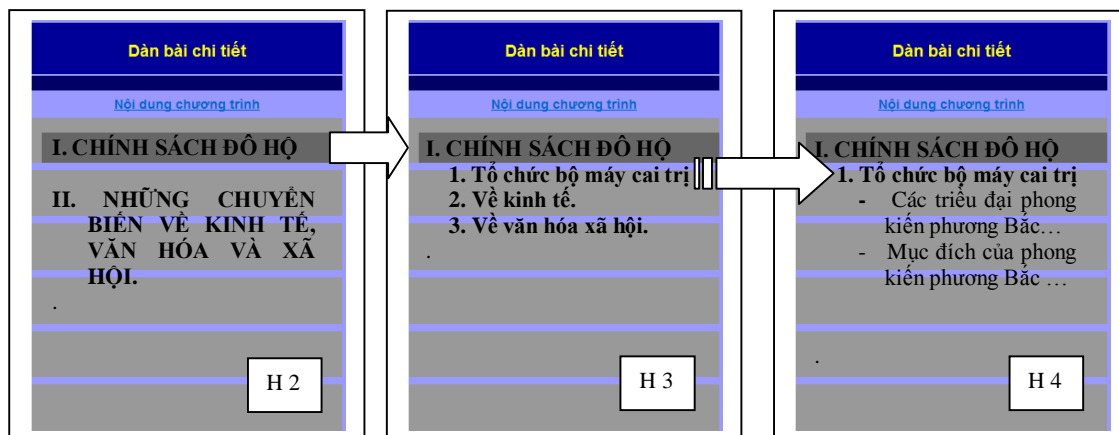 Dàn bài chi tiết
Nội dung chương trình
I. CHÍNH SÁCH ĐÔ HỘ
II. NHỮNG CHUYỂN
BIẾN VỀ KINH TẾ,
VĂN HÓA VÀ XÃ
HỘI.
.
H 2
Dàn bài chi tiết
Nội dung chương trình
I. CHÍNH SÁCH ĐÔ HỘ
1. Tổ chức bộ máy cai trị
2. Về kinh tế.
3. Về văn hóa xã hội.
.
H 3
Dàn bài chi tiết
Nội dung chương trình
I. CHÍNH SÁCH ĐÔ HỘ
1. Tổ chức bộ máy cai trị
- Các triều đại phong
kiến phương Bắc…
- Mục đích của phong
kiến phương Bắc …
.
H 4